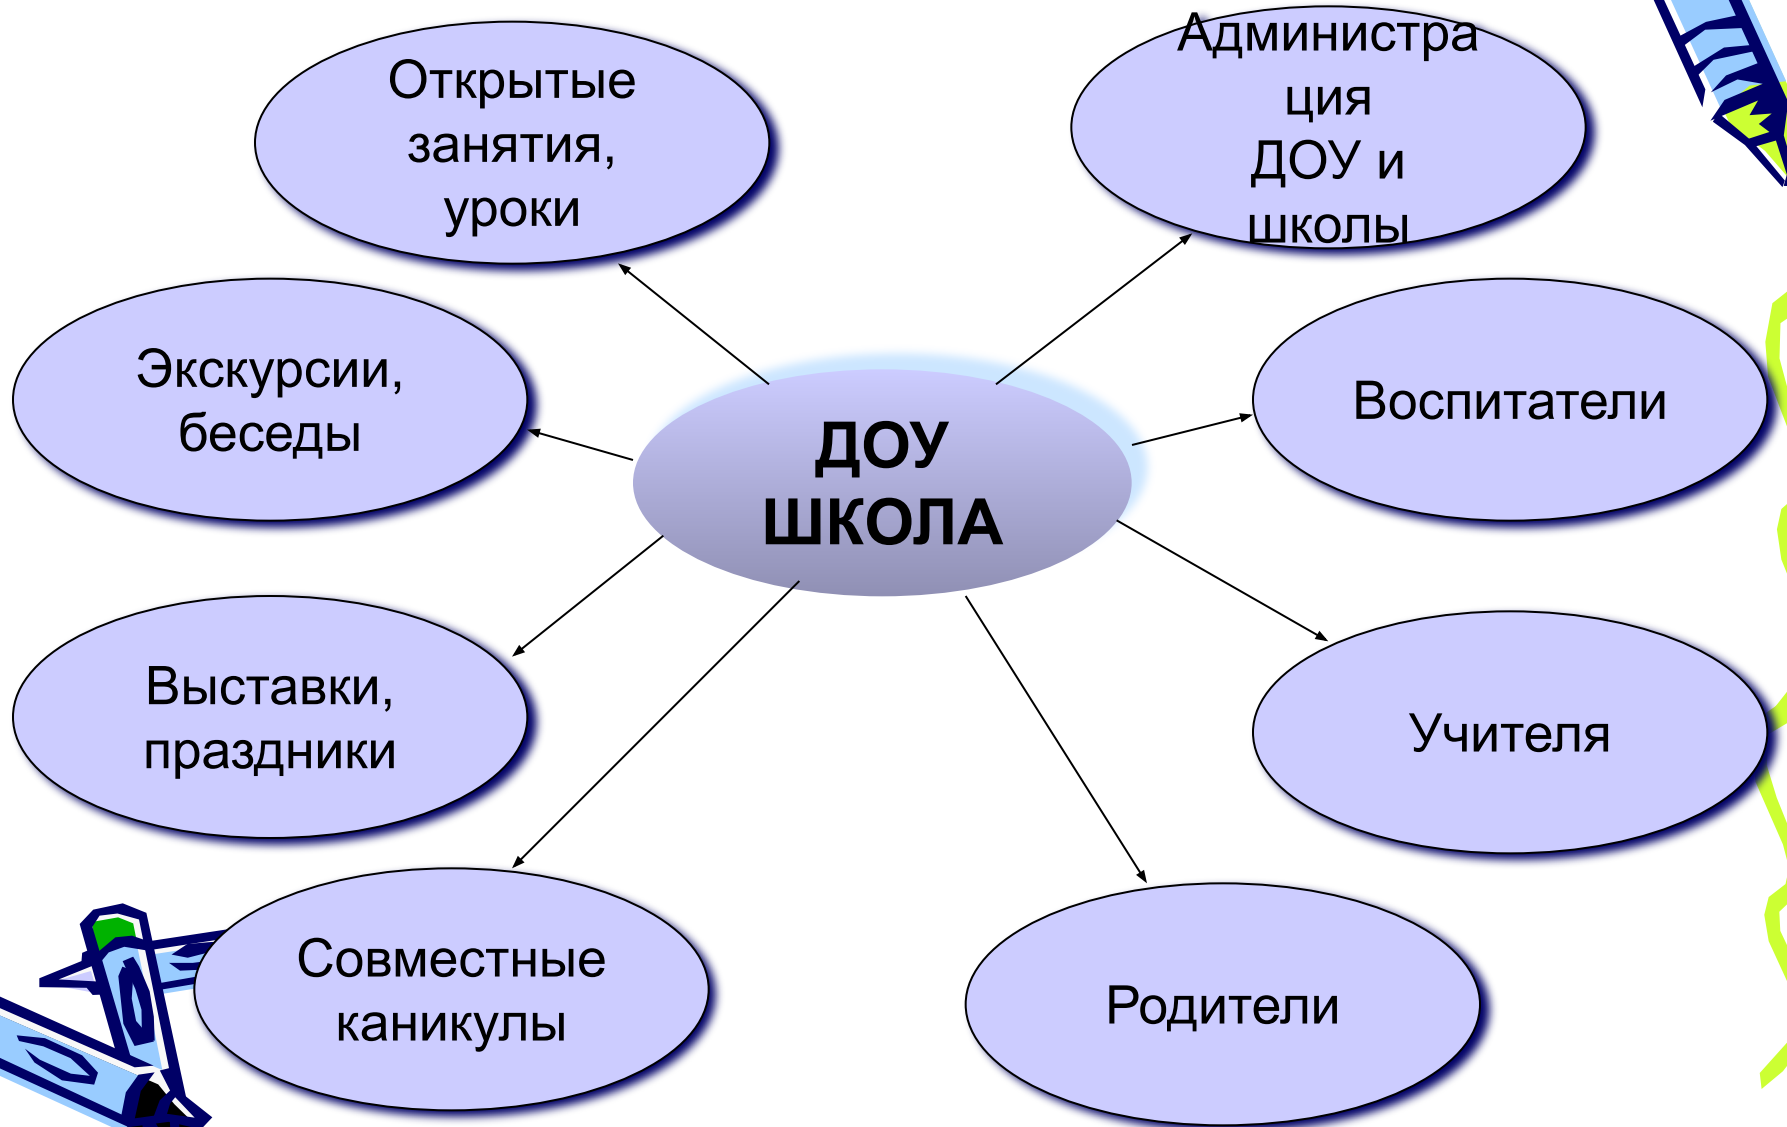 Открытые
занятия,
уроки
Администра
ция
ДОУ и
школы
Экскурсии,
беседы
ДОУ
ШКОЛА
Воспитатели
Выставки,
праздники
Учителя
Совместные
каникулы
Родители